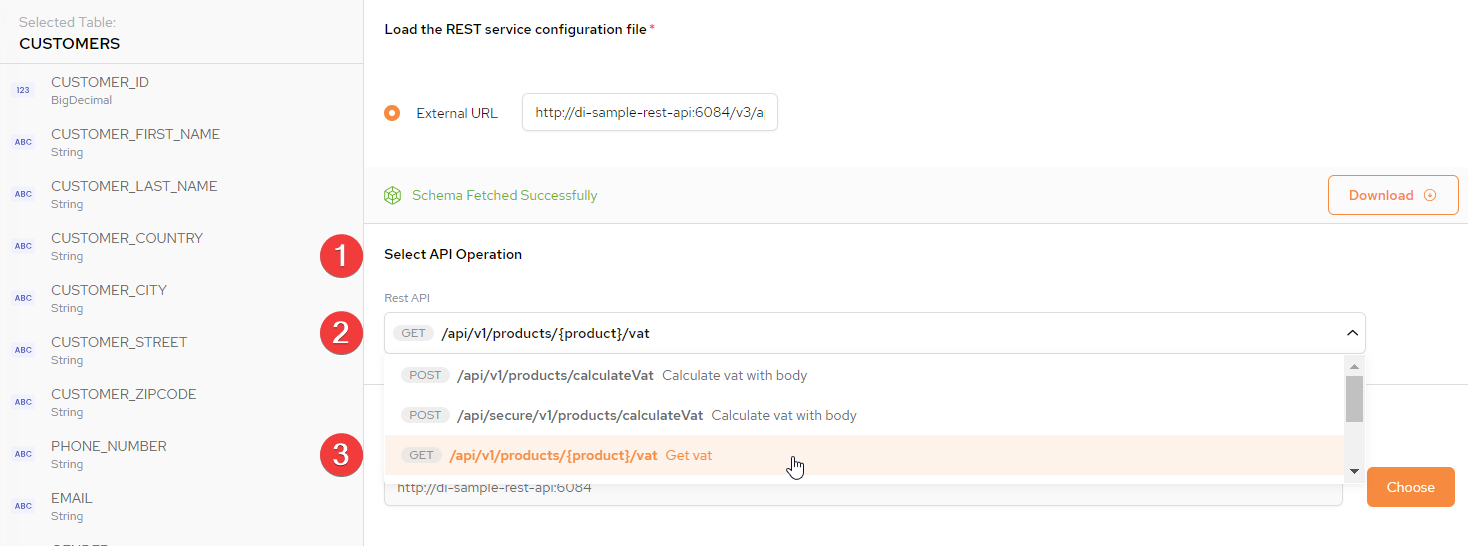 Selected Table:
CUSTOMERS
123 CUSTOMER_ID
BigDecimal
ABC CUSTOMER_FIRST_NAME
String
ABC CUSTOMER_LAST_NAME
String
ABC CUSTOMER_COUNTRY
String
ABC CUSTOMER_CITY
String
ABC CUSTOMER_STREET
String
ABC CUSTOMER_ZIPCODE
String
ABC PHONE_NUMBER
String
ABC EMAIL
String
Load the REST service configuration file *
External URL http://di-sample-rest-api:6084/v3/a
Schema Fetched Successfully Download
1 Select API Operation
Rest API
2 GET /api/v1/products/{product}/vat
POST /api/v1/products/calculateVat Calculate vat with body
POST /api/secure/v1/products/calculateVat Calculate vat with body
3 GET /api/v1/products/{product}/vat Get vat
http://di-sample-rest-api:6084 Choose